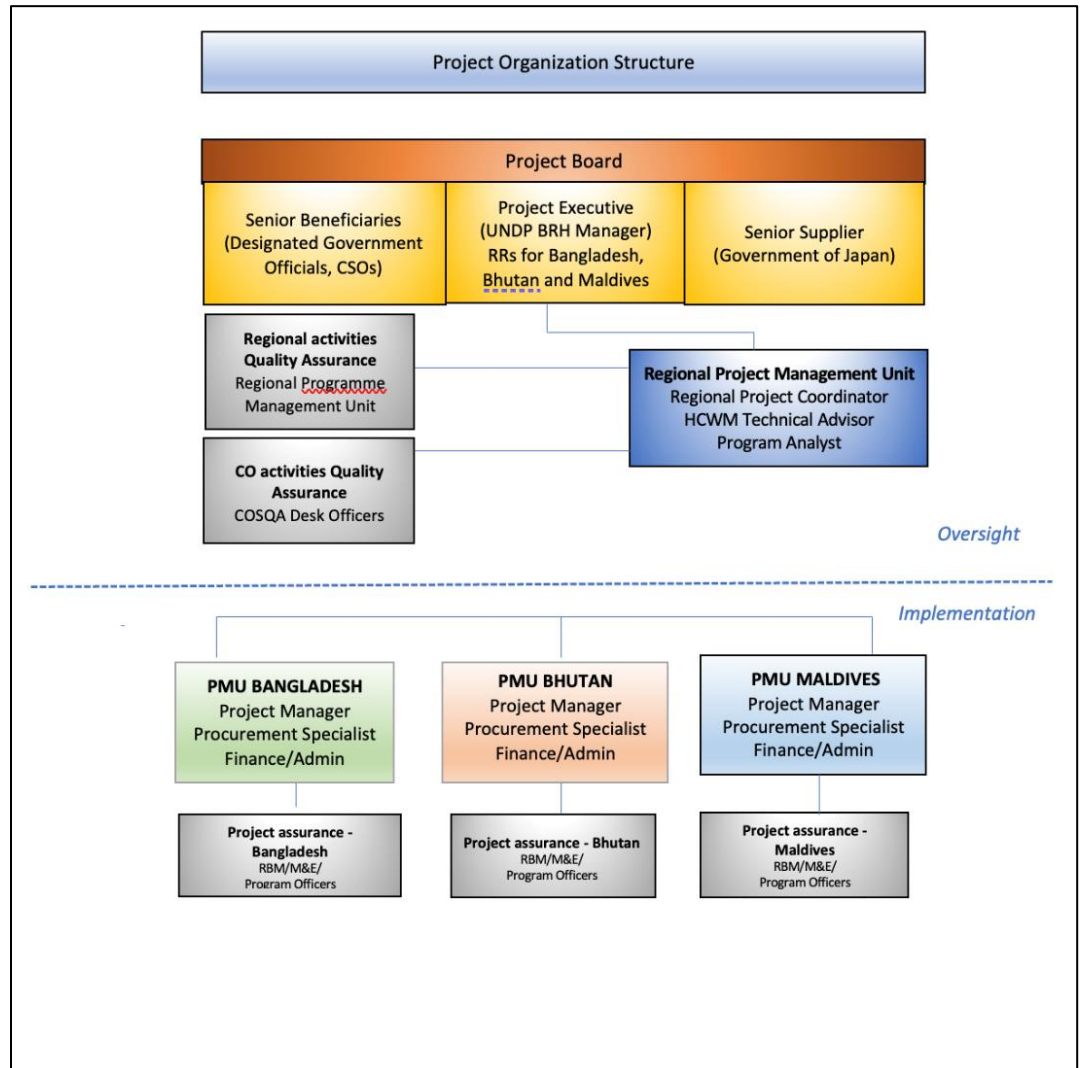 Project Organization Structure
Project Board
Senior Beneficiaries
(Designated Government
Officials, CSOs)
Project Executive
(UNDP BRH Manager)
RRs for Bangladesh,
Bhutan and Maldives
Senior Supplier
(Government of Japan)
Regional activities
Quality Assurance
Regional Programme
Management Unit
Regional Project Management Unit
Regional Project Coordinator
HCWM Technical Advisor
Program Analyst
CO activities Quality
Assurance
COSQA Desk Officers
Oversight
Implementation
PMU BANGLADESH
Project Manager
Procurement Specialist
Finance/Admin
PMU BHUTAN
Project Manager
Procurement Specialist
Finance/Admin
PMU MALDIVES
Project Manager
Procurement Specialist
Finance/Admin
Project assurance -
Bangladesh
RBM/M&E/
Program Officers
Project assurance - Bhutan
RBM/M&E/
Program Officers
Project assurance -
Maldives
RBM/M&E/
Program Officers